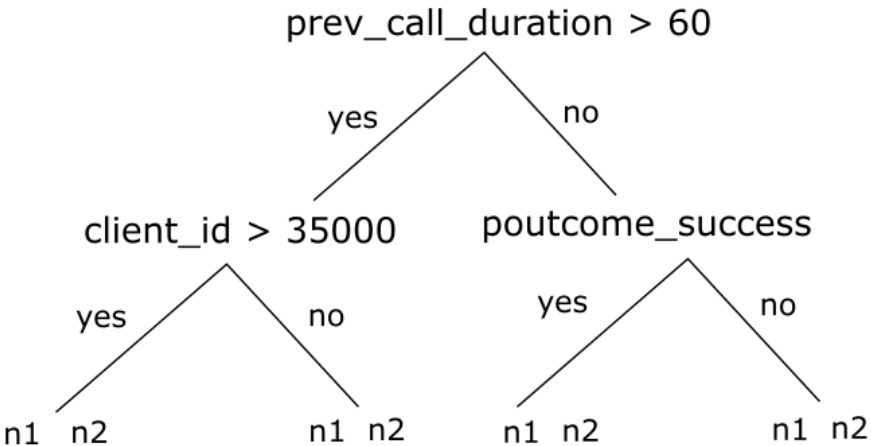 prev_call_duration > 60
yes
no
client_id > 35000
poutcome_success
yes
no
yes
no
n1 n2
n1 n2
n1 n2
n1 n2